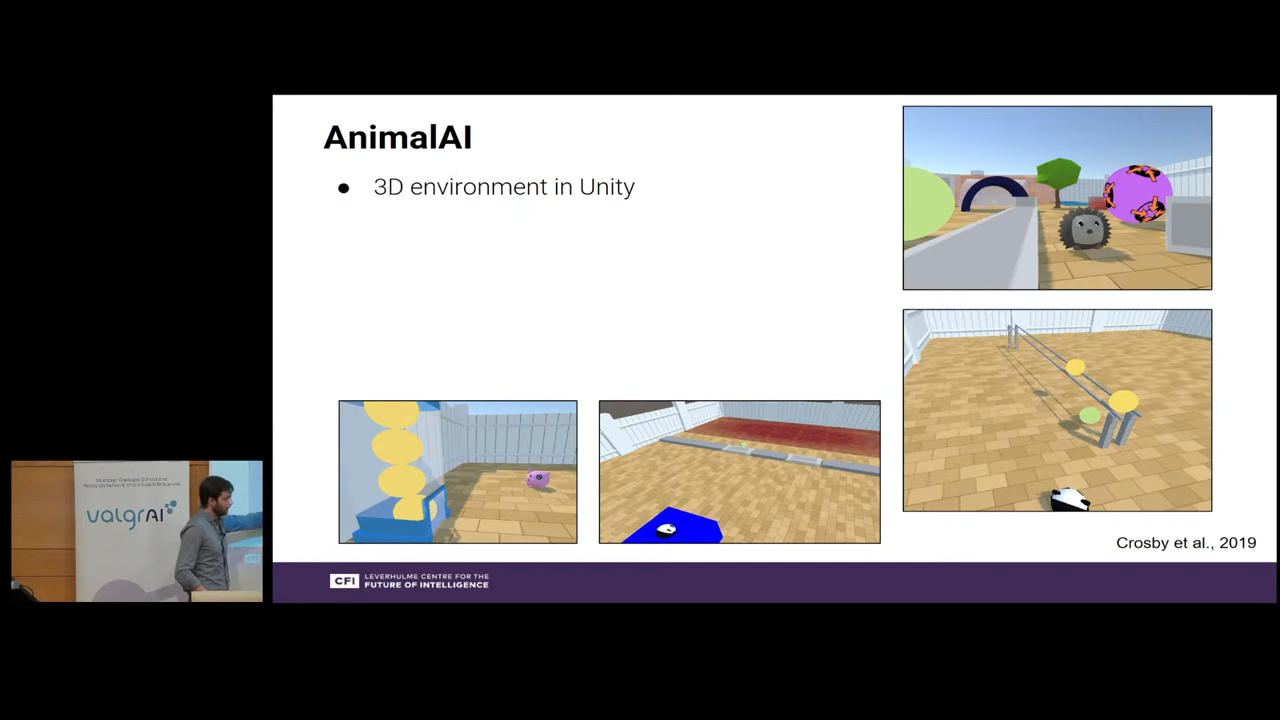 AnimalAI
● 3D environment in Unity
Crosby et al., 2019
CFI LEVERHULME CENTRE FOR THE
FUTURE OF INTELLIGENCE
valgrAI